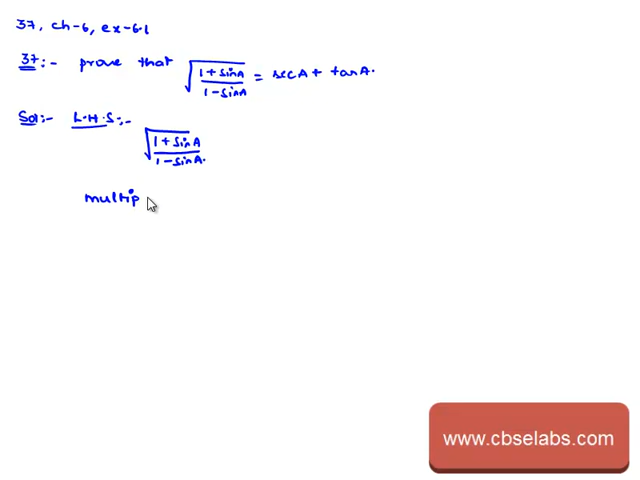 37, ch-6, ex-6.1
37:- prove that √((1+sinA)/(1-sinA)) = secA + tanA.
Sol:- L.H.S:-
√((1+sinA)/(1-sinA.))
multip
www.cbselabs.com